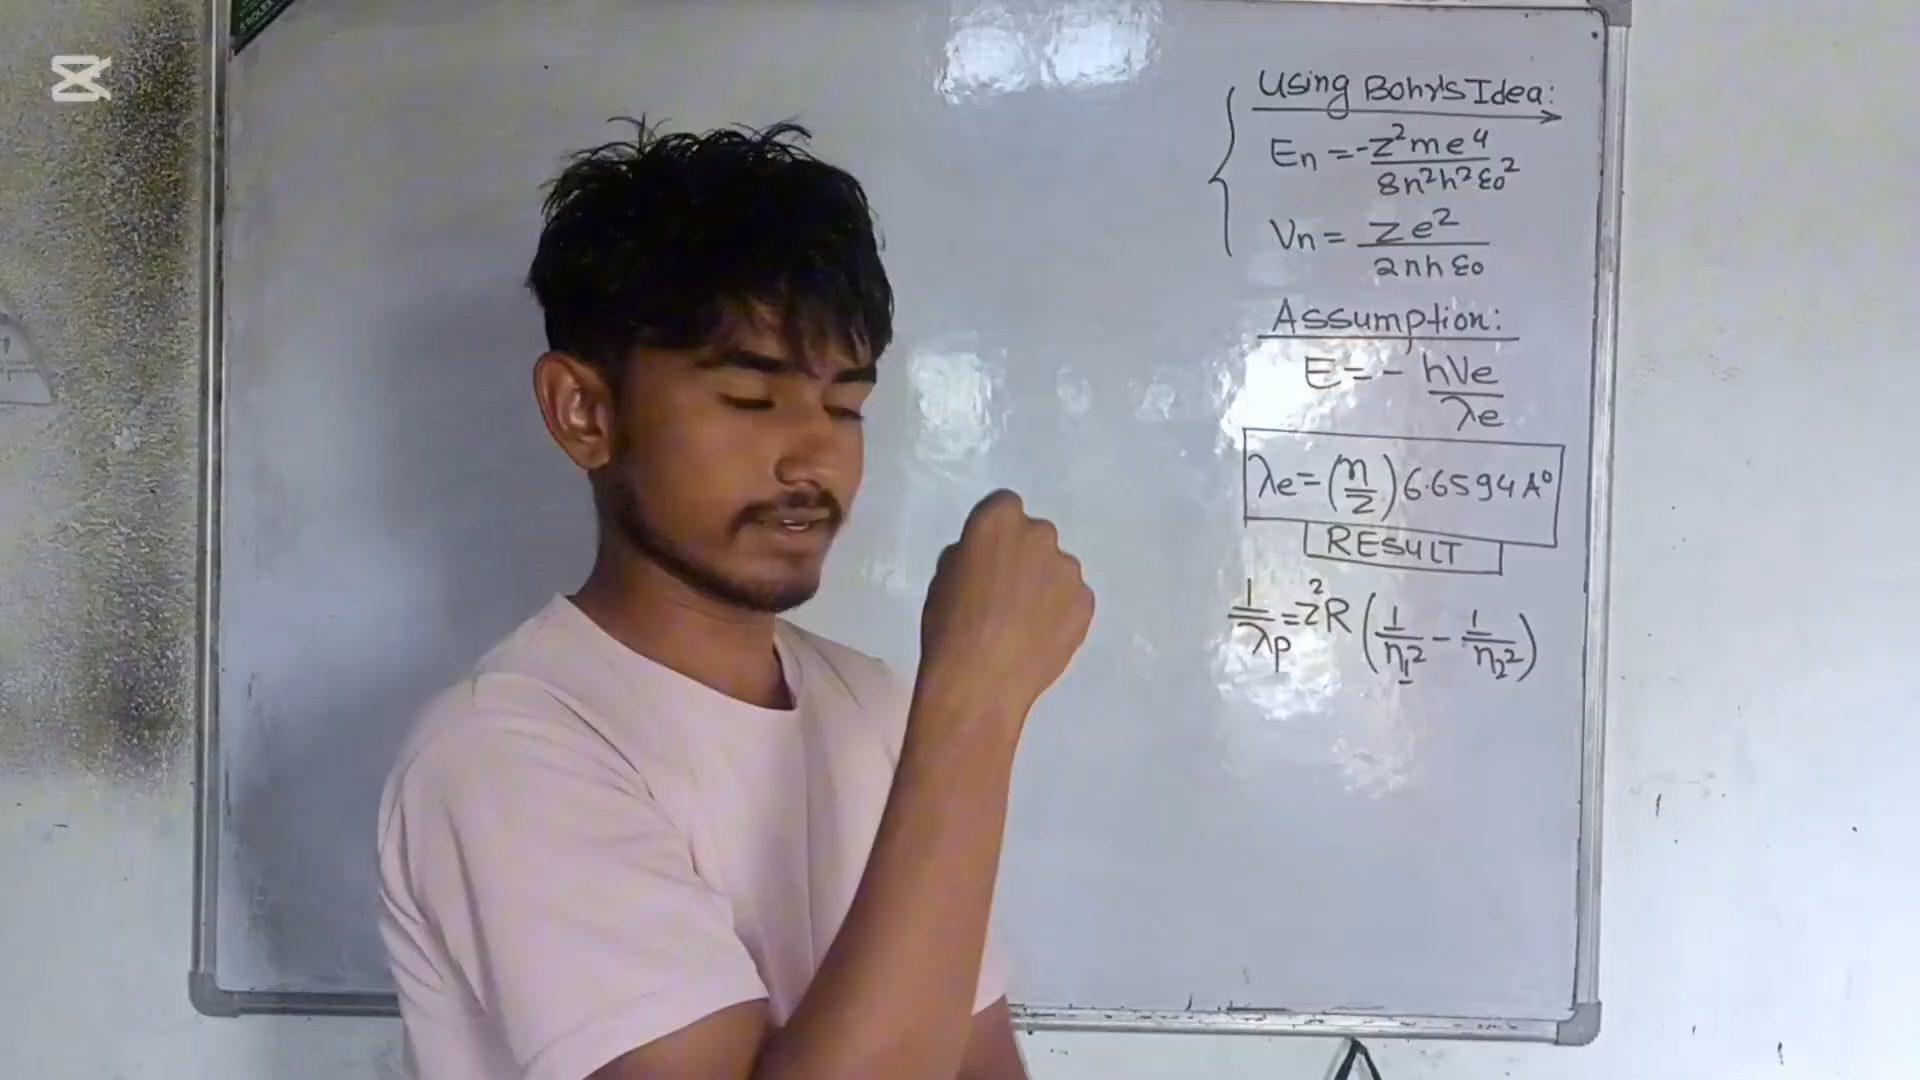 Using Bohr's Idea:
En = -Z²me⁴/8n²h²ε₀²
Vn = Ze²/2nhε₀
Assumption:
E = - hVe/λe
λe = (n/Z) 6.6594 A°
RESULT
1/λp = Z²R (1/n₁² - 1/n₂²)